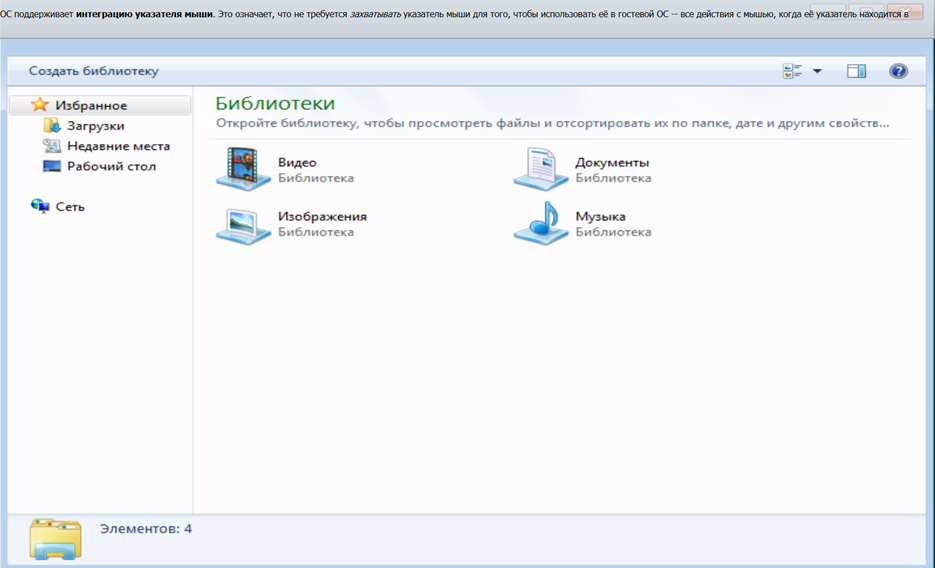 ОС поддерживает интеграцию указателя мыши. Это означает, что не требуется захватывать указатель мыши для того, чтобы использовать её в гостевой ОС -- все действия с мышью, когда её указатель находится в
Создать библиотеку
Избранное
Загрузки
Недавние места
Рабочий стол
Сеть
Библиотеки
Откройте библиотеку, чтобы просмотреть файлы и отсортировать их по папке, дате и другим свойств...
Видео
Библиотека
Документы
Библиотека
Изображения
Библиотека
Музыка
Библиотека
Элементов: 4